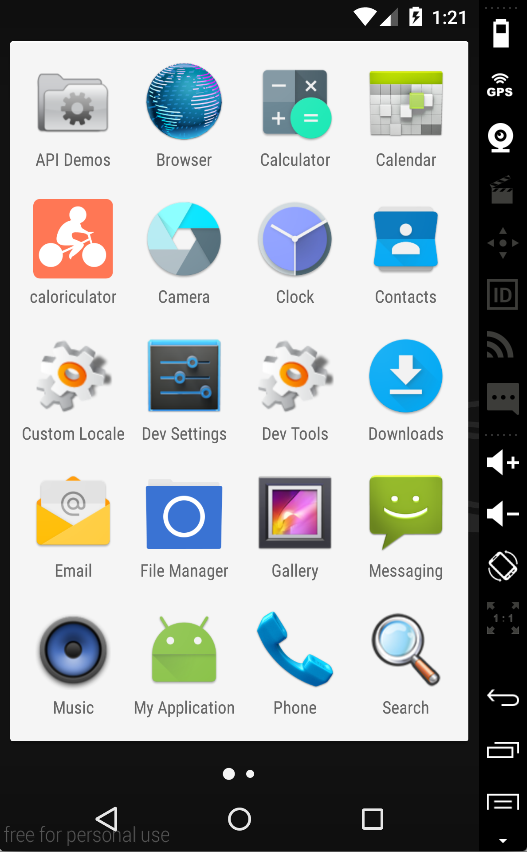 1:21
GPS
API Demos Browser Calculator Calendar
caloriculator Camera Clock Contacts
ID
Custom Locale Dev Settings Dev Tools Downloads
@
Email File Manager Gallery Messaging
1:1
Music My Application Phone Search
free for personal use